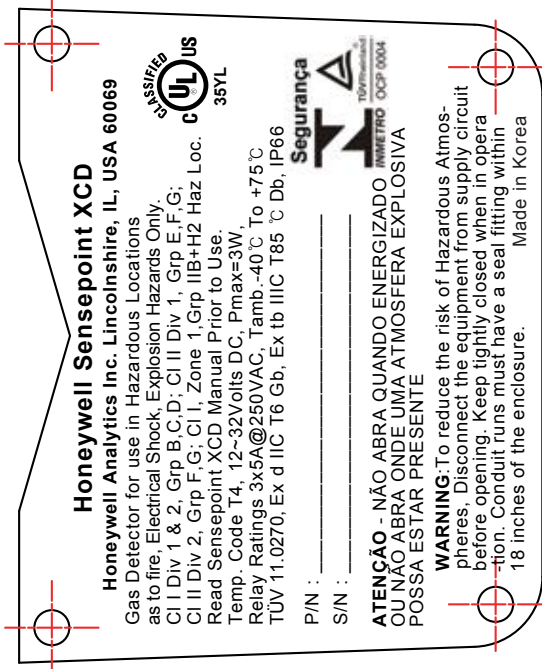 Honeywell Sensepoint XCD
Honeywell Analytics Inc. Lincolnshire, IL, USA 60069
Gas Detector for use in Hazardous Locations
as to fire, Electrical Shock, Explosion Hazards Only.
Cl I Div 1 & 2, Grp B,C,D; Cl II Div 1, Grp E,F,G;
Cl II Div 2, Grp F,G; Cl I, Zone 1,Grp IIB+H2 Haz Loc.
Read Sensepoint XCD Manual Prior to Use.
Temp. Code T4, 12~32Volts DC, Pmax=3W,
Relay Ratings 3x5A@250VAC, Tamb.-40℃ To +75℃
TÜV 11.0270, Ex d IIC T6 Gb, Ex tb IIIC T85 ℃ Db, IP66
CLASSIFIED
C UL US
35YL
P/N : ____________________
S/N : ____________________
Segurança
TÜVRheinland
INMETRO OCP 0004
ATENÇÃO - NÃO ABRA QUANDO ENERGIZADO
OU NÃO ABRA ONDE UMA ATMOSFERA EXPLOSIVA
POSSA ESTAR PRESENTE
WARNING:To reduce the risk of Hazardous Atmos-
pheres, Disconnect the equipment from supply circuit
before opening. Keep tightly closed when in opera
-tion. Conduit runs must have a seal fitting within
18 inches of the enclosure. Made in Korea